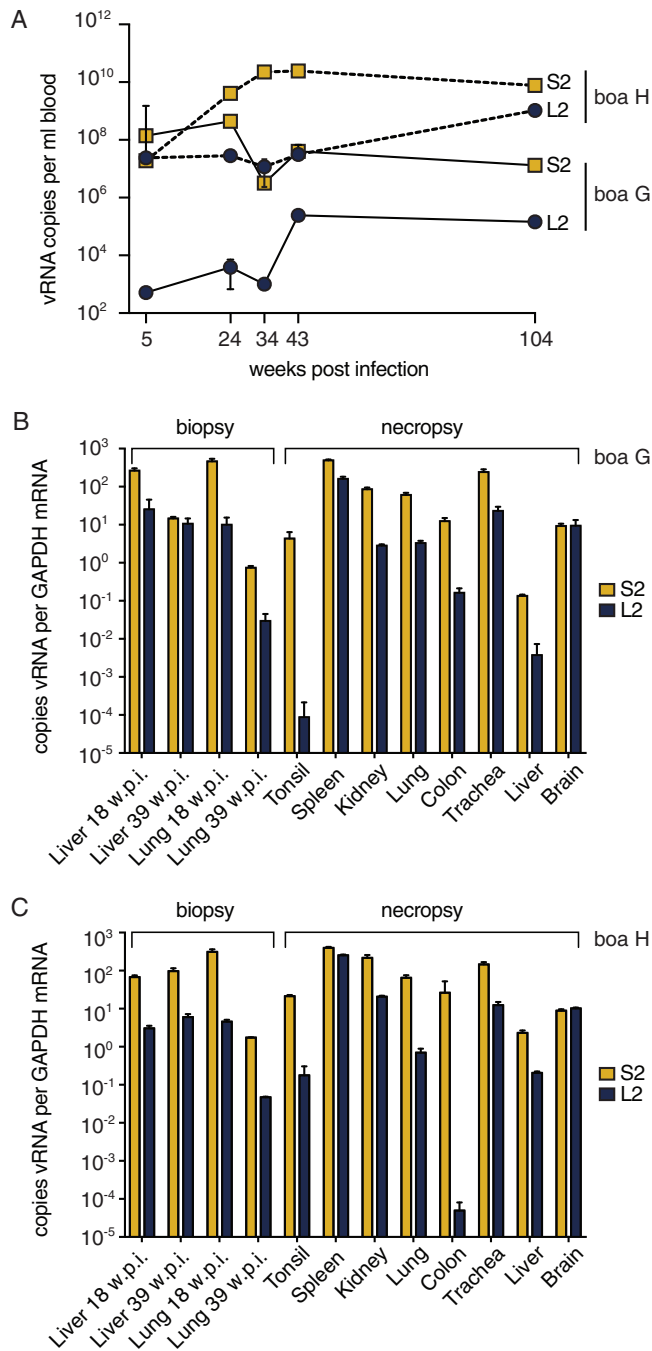 A
vRNA copies per ml blood
10^12
10^10
10^8
10^6
10^4
10^2
5 24 34 43 104
weeks post infection
S2
L2
boa H
S2
L2
boa G
B
biopsy necropsy boa G
copies vRNA per GAPDH mRNA
10^3
10^2
10^1
10^0
10^-1
10^-2
10^-3
10^-4
10^-5
S2
L2
Liver 18 w.p.i.
Liver 39 w.p.i.
Lung 18 w.p.i.
Lung 39 w.p.i.
Tonsil
Spleen
Kidney
Lung
Colon
Trachea
Liver
Brain
C
biopsy necropsy boa H
copies vRNA per GAPDH mRNA
10^3
10^2
10^1
10^0
10^-1
10^-2
10^-3
10^-4
10^-5
S2
L2
Liver 18 w.p.i.
Liver 39 w.p.i.
Lung 18 w.p.i.
Lung 39 w.p.i.
Tonsil
Spleen
Kidney
Lung
Colon
Trachea
Liver
Brain